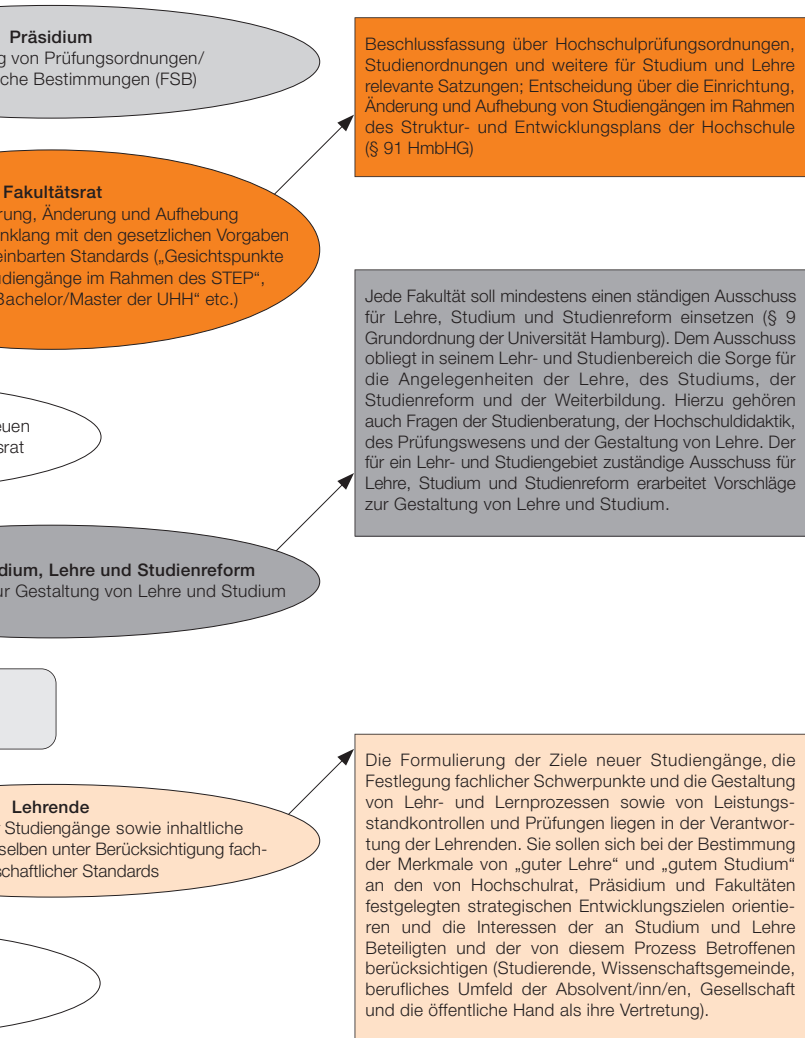 Präsidium
g von Prüfungsordnungen/
che Bestimmungen (FSB)
Beschlussfassung über Hochschulprüfungsordnungen,
Studienordnungen und weitere für Studium und Lehre
relevante Satzungen; Entscheidung über die Einrichtung,
Änderung und Aufhebung von Studiengängen im Rahmen
des Struktur- und Entwicklungsplans der Hochschule
(§ 91 HmbHG)
Fakultätsrat
rung, Änderung und Aufhebung
nklang mit den gesetzlichen Vorgaben
einbarten Standards („Gesichtspunkte
udiengänge im Rahmen des STEP“,
Bachelor/Master der UHH“ etc.)
Jede Fakultät soll mindestens einen ständigen Ausschuss
für Lehre, Studium und Studienreform einsetzen (§ 9
Grundordnung der Universität Hamburg). Dem Ausschuss
obliegt in seinem Lehr- und Studienbereich die Sorge für
die Angelegenheiten der Lehre, des Studiums, der
Studienreform und der Weiterbildung. Hierzu gehören
auch Fragen der Studienberatung, der Hochschuldidaktik,
des Prüfungswesens und der Gestaltung von Lehre. Der
für ein Lehr- und Studiengebiet zuständige Ausschuss für
Lehre, Studium und Studienreform erarbeitet Vorschläge
zur Gestaltung von Lehre und Studium.
euen
srat
dium, Lehre und Studienreform
ur Gestaltung von Lehre und Studium
Lehrende
r Studiengänge sowie inhaltliche
selben unter Berücksichtigung fach-
schaftlicher Standards
Die Formulierung der Ziele neuer Studiengänge, die
Festlegung fachlicher Schwerpunkte und die Gestaltung
von Lehr- und Lernprozessen sowie von Leistungs-
standkontrollen und Prüfungen liegen in der Verantwor-
tung der Lehrenden. Sie sollen sich bei der Bestimmung
der Merkmale von „guter Lehre“ und „gutem Studium“
an den von Hochschulrat, Präsidium und Fakultäten
festgelegten strategischen Entwicklungszielen orientie-
ren und die Interessen der an Studium und Lehre
Beteiligten und der von diesem Prozess Betroffenen
berücksichtigen (Studierende, Wissenschaftsgemeinde,
berufliches Umfeld der Absolvent/inn/en, Gesellschaft
und die öffentliche Hand als ihre Vertretung).